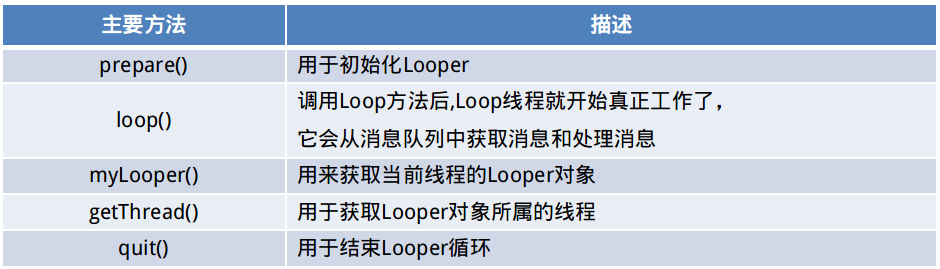 主要方法 描述
prepare() 用于初始化Looper
loop() 调用Loop方法后,Loop线程就开始真正工作了，
它会从消息队列中获取消息和处理消息
myLooper() 用来获取当前线程的Looper对象
getThread() 用于获取Looper对象所属的线程
quit() 用于结束Looper循环